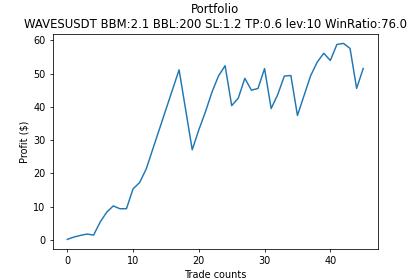 Portfolio
WAVESUSDT BBM:2.1 BBL:200 SL:1.2 TP:0.6 lev:10 WinRatio:76.0
Profit ($)
60
50
40
30
20
10
0
0 10 20 30 40
Trade counts